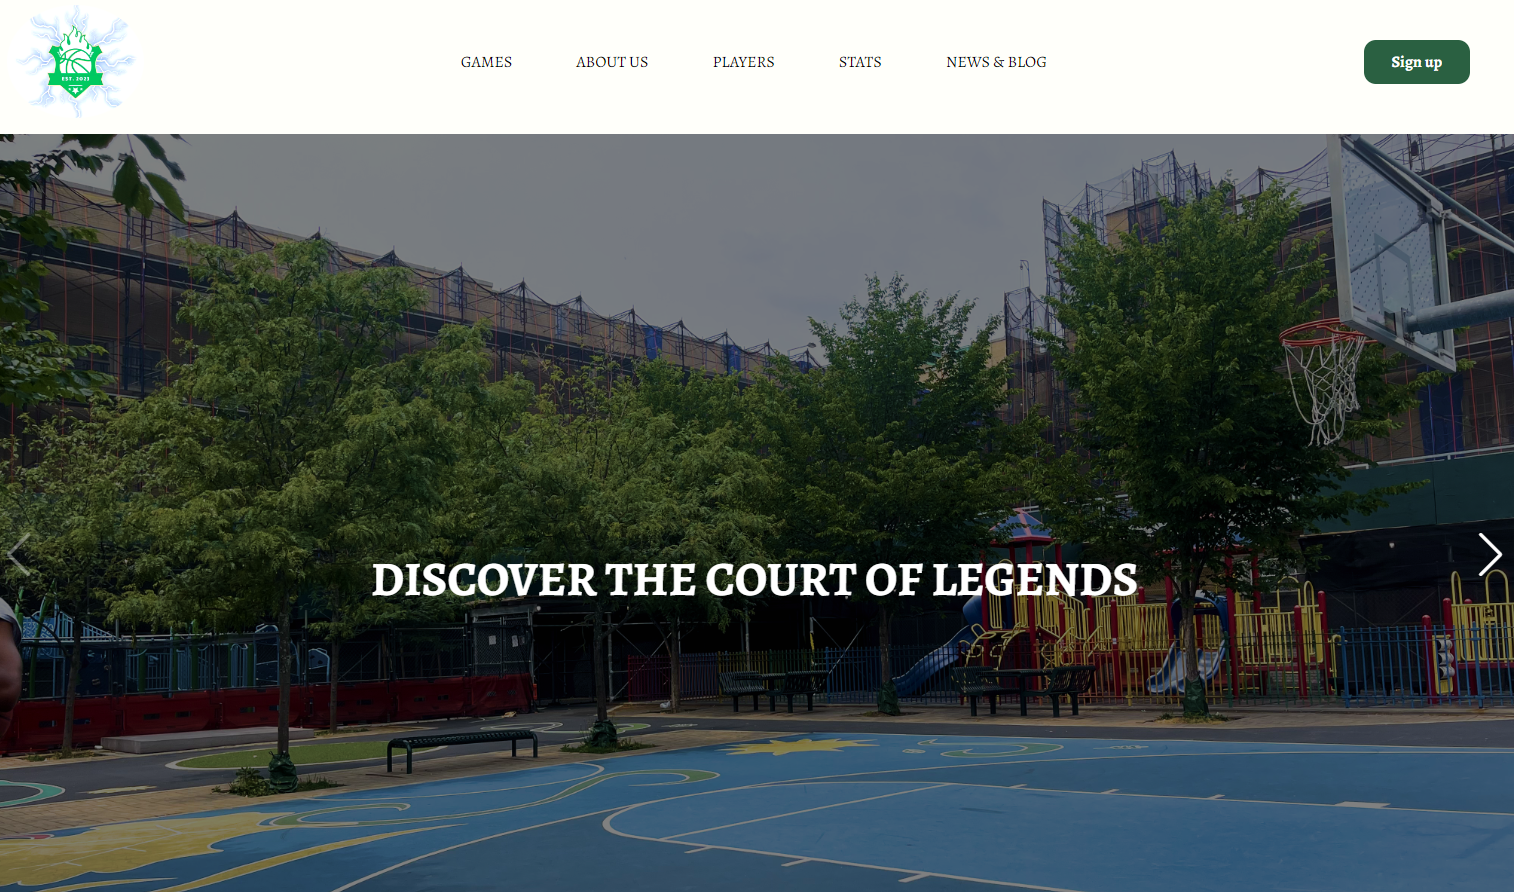 EST. 2023
GAMES
ABOUT US
PLAYERS
STATS
NEWS & BLOG
Sign up
DISCOVER THE COURT OF LEGENDS